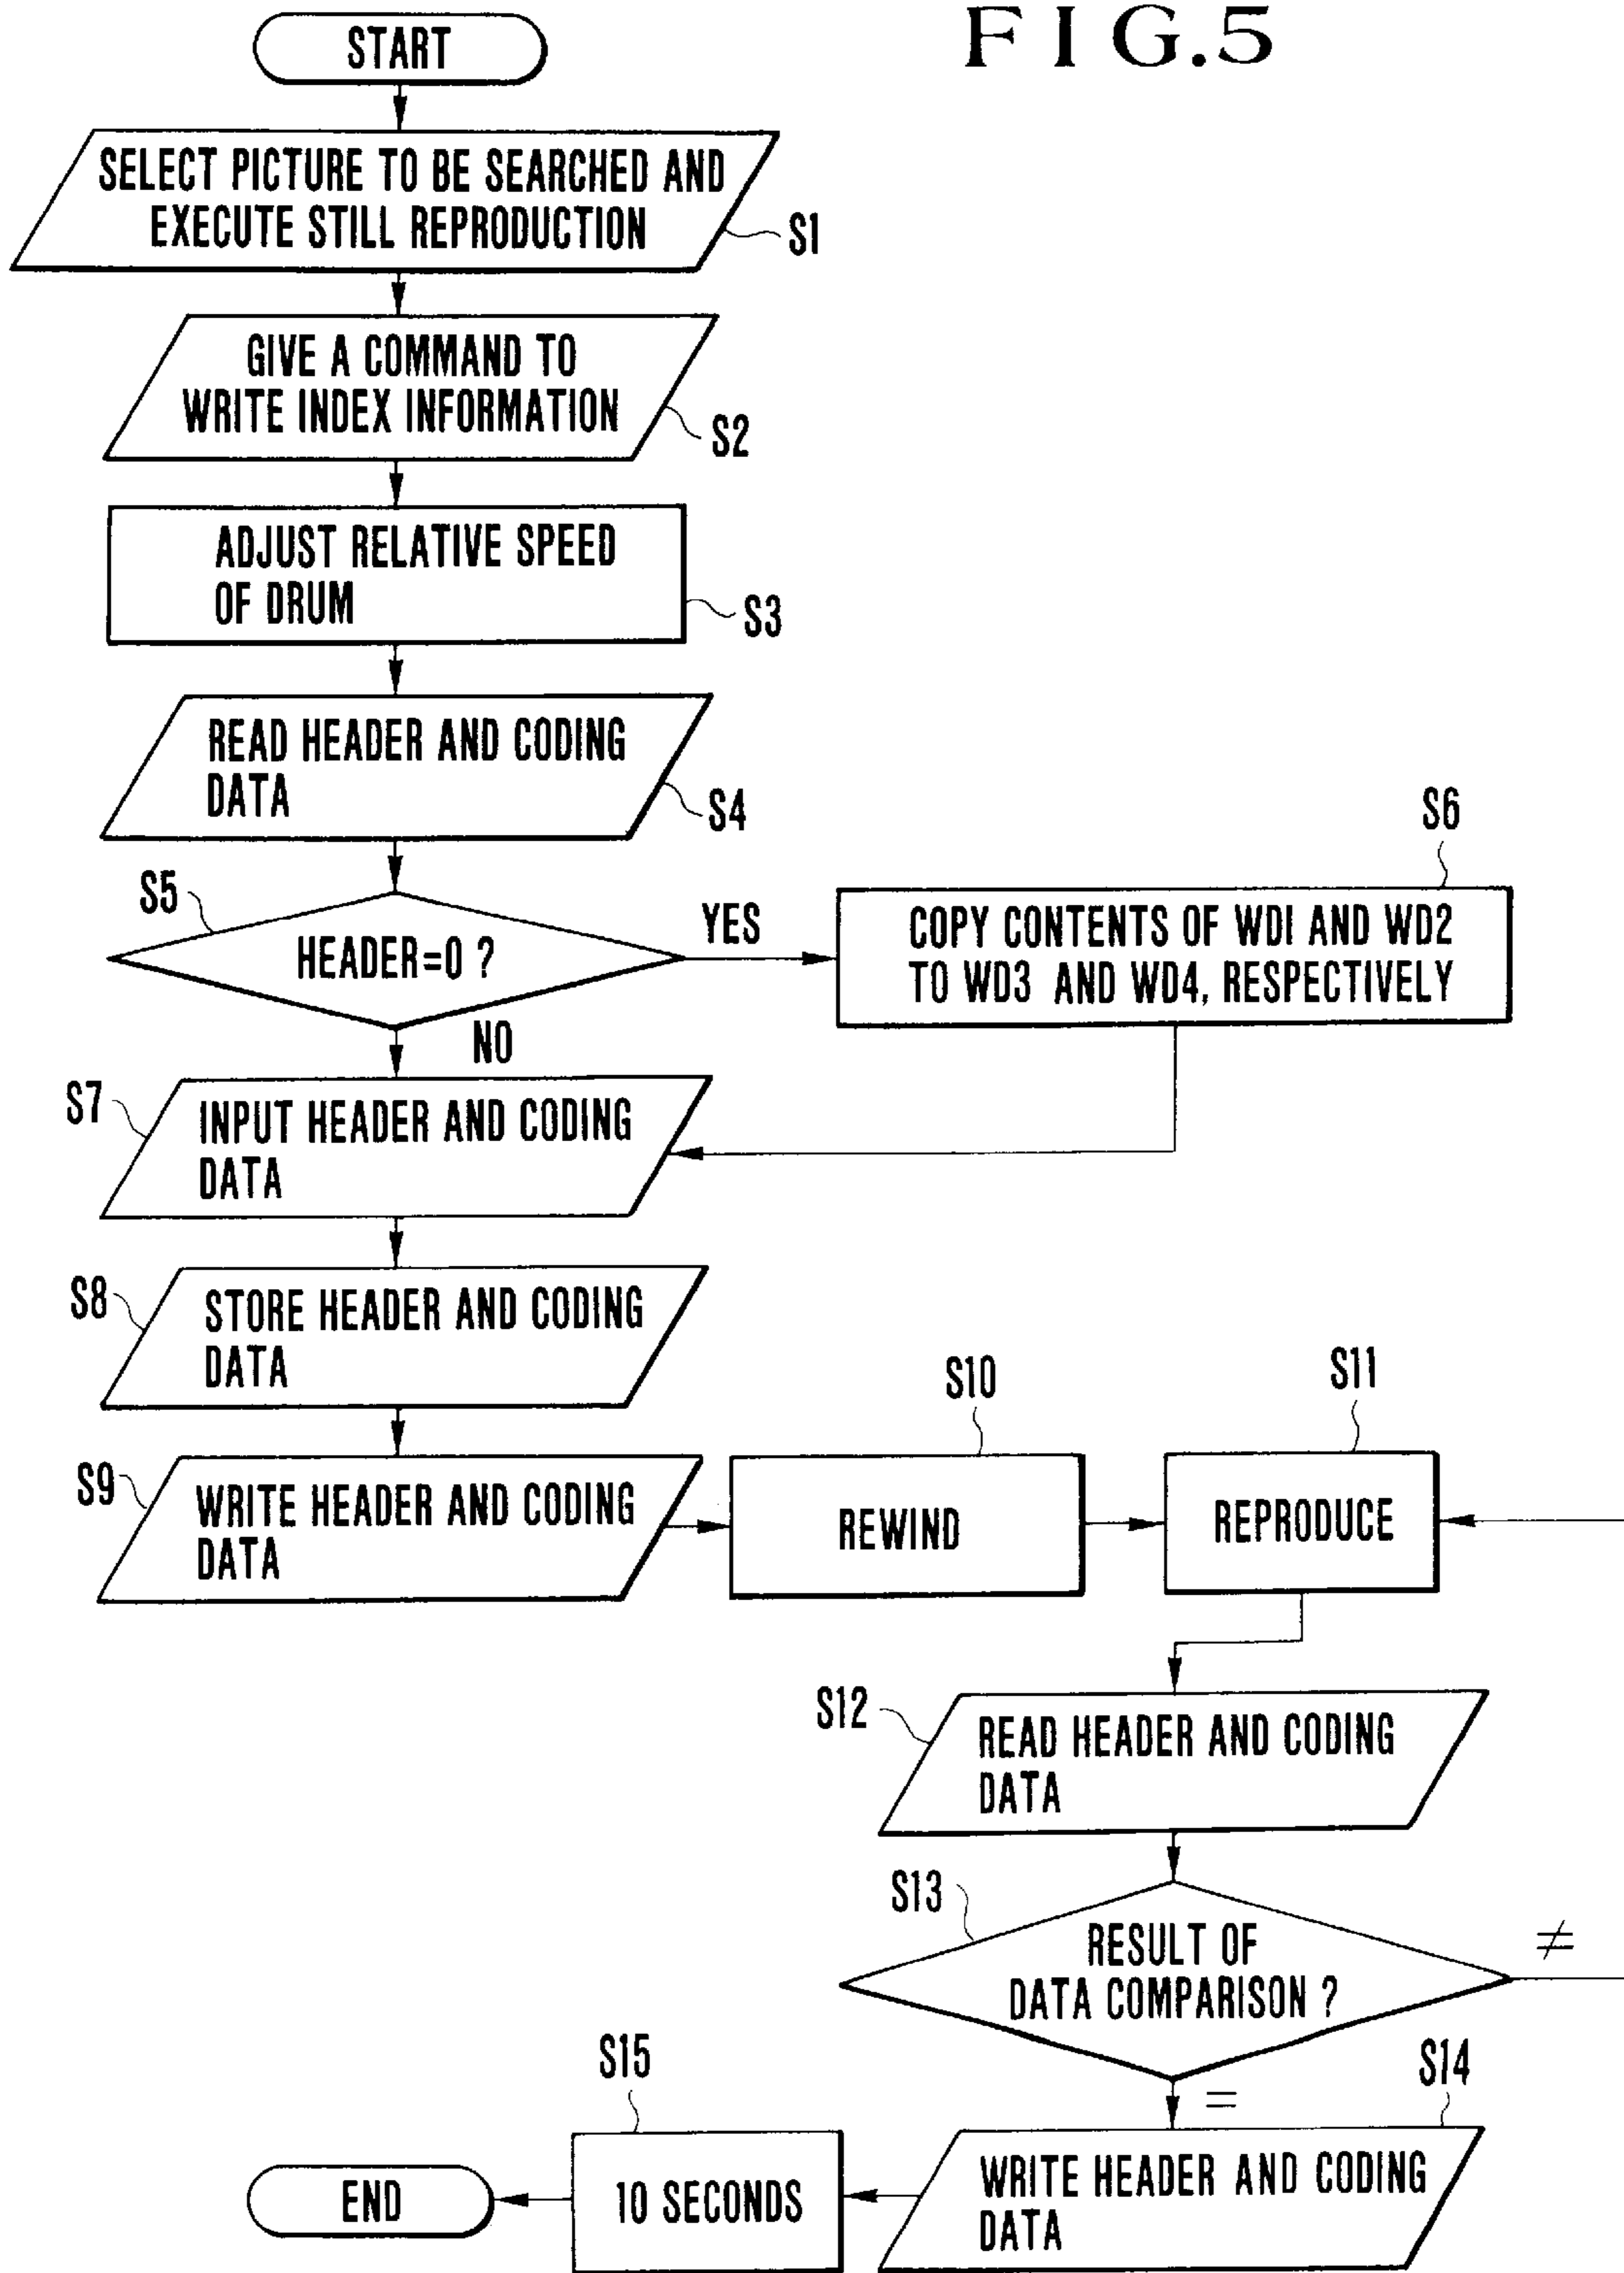 FIG.5
START
SELECT PICTURE TO BE SEARCHED AND
EXECUTE STILL REPRODUCTION
S1
GIVE A COMMAND TO
WRITE INDEX INFORMATION
S2
ADJUST RELATIVE SPEED
OF DRUM
S3
READ HEADER AND CODING
DATA
S4
S5
HEADER=0 ?
YES
NO
S6
COPY CONTENTS OF WD1 AND WD2
TO WD3 AND WD4, RESPECTIVELY
S7
INPUT HEADER AND CODING
DATA
S8
STORE HEADER AND CODING
DATA
S9
WRITE HEADER AND CODING
DATA
S10
REWIND
S11
REPRODUCE
S12
READ HEADER AND CODING
DATA
S13
RESULT OF
DATA COMPARISON ?
≠
=
S14
WRITE HEADER AND CODING
DATA
S15
10 SECONDS
END